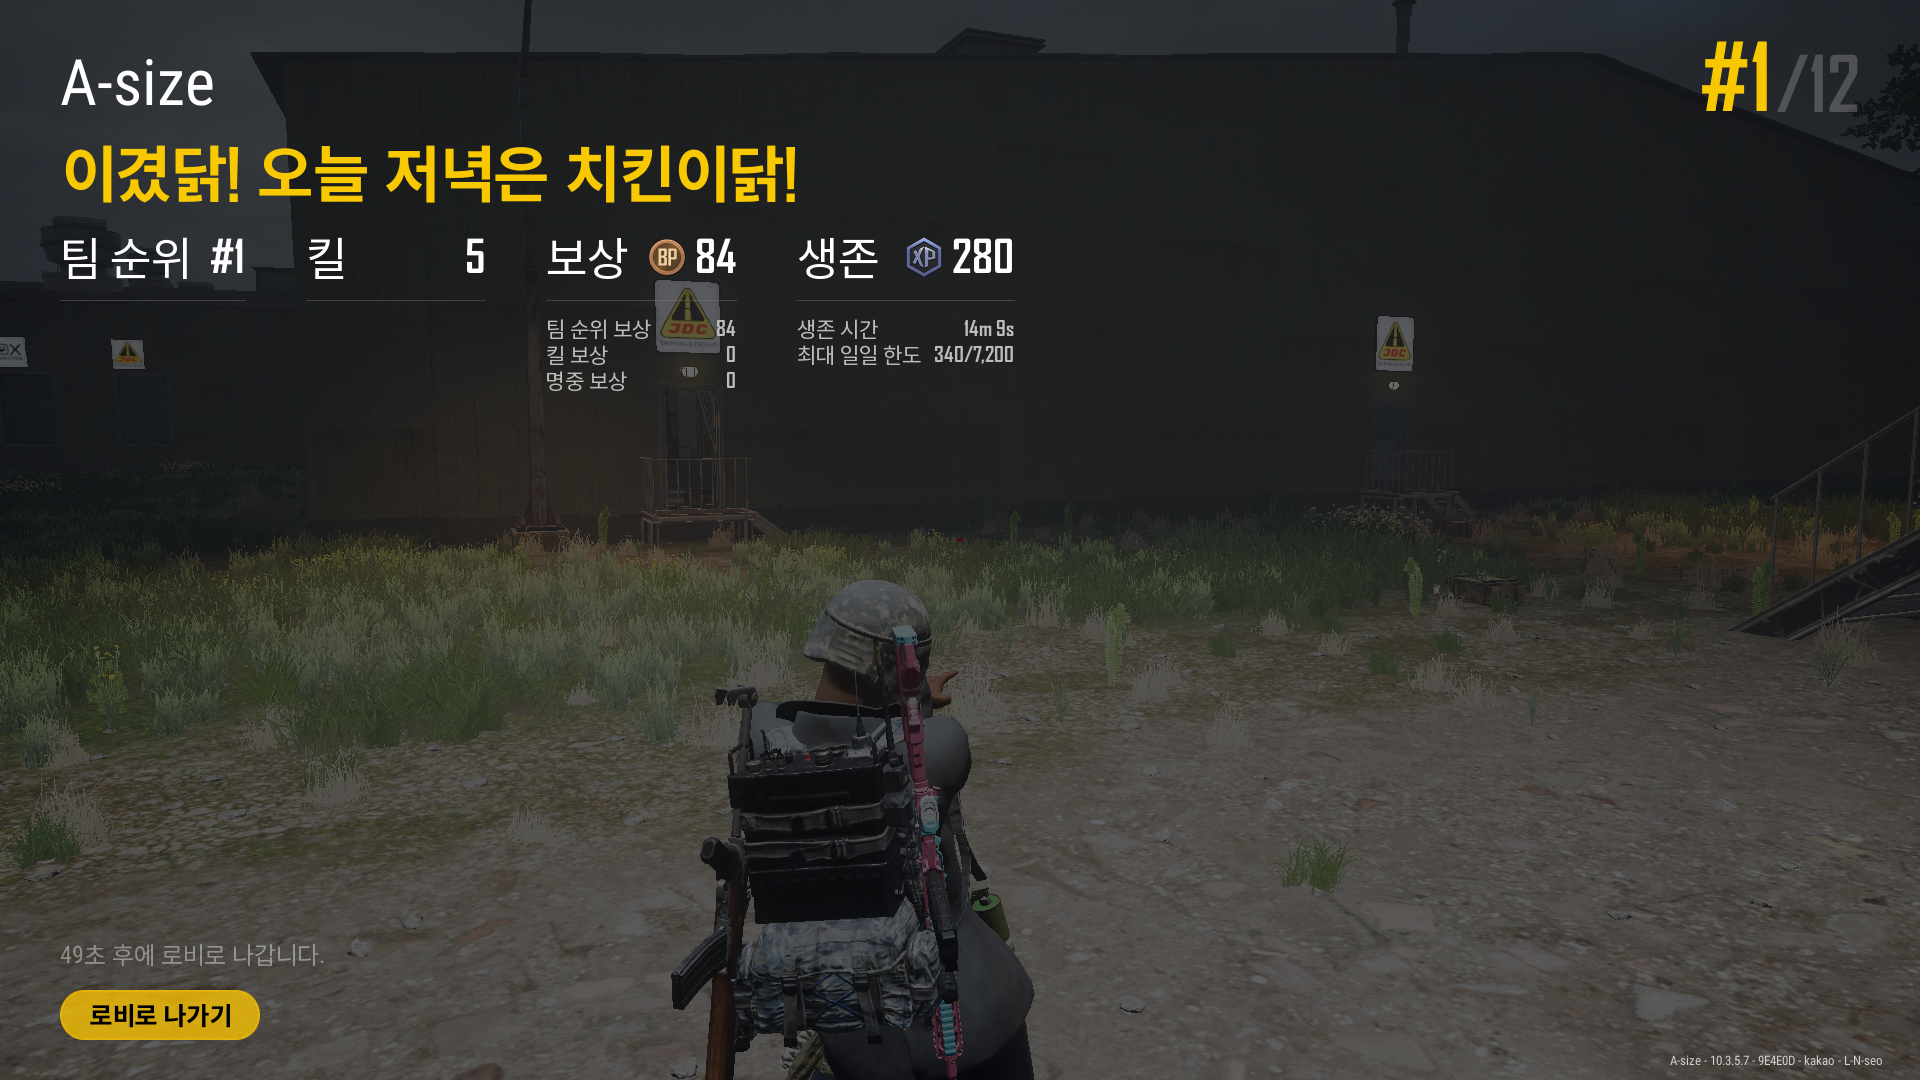 A-size
#1/12
이겼닭! 오늘 저녁은 치킨이닭!
팀 순위 #1
킬 5
보상 BP 84
팀 순위 보상 84
킬 보상 0
명중 보상 0
생존 XP 280
생존 시간 14m 9s
최대 일일 한도 340/7,200
JDC
JDC
JDC
49초 후에 로비로 나갑니다.
로비로 나가기
A-size - 10.3.5.7 - 9E4E0D - kakao - L-N-seo